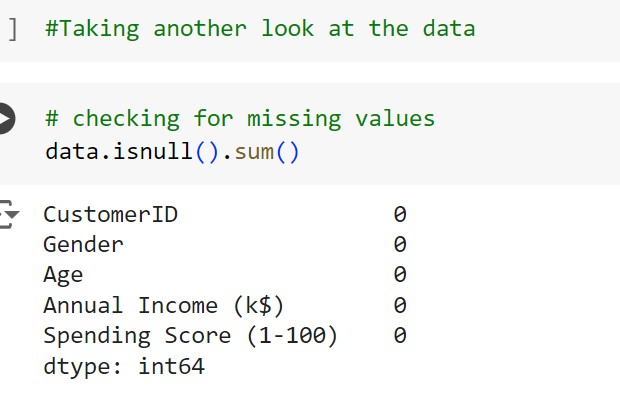 ] #Taking another look at the data
# checking for missing values
data.isnull().sum()
CustomerID 0
Gender 0
Age 0
Annual Income (k$) 0
Spending Score (1-100) 0
dtype: int64